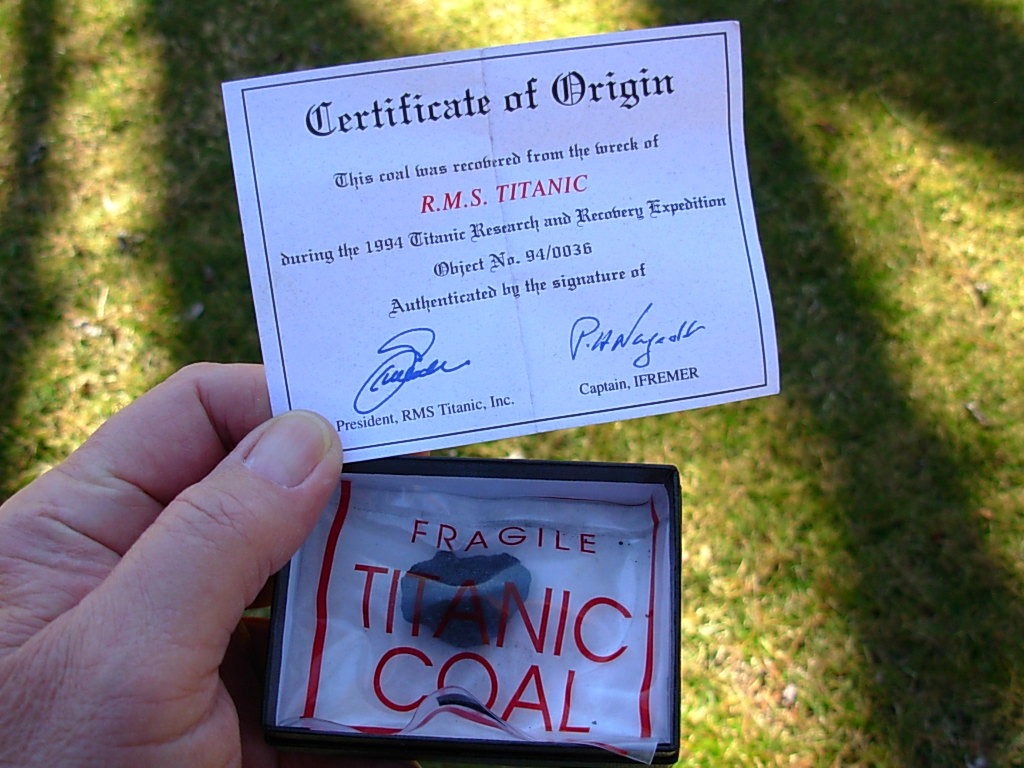 Certificate of Origin
This coal was recovered from the wreck of
R.M.S. TITANIC
during the 1994 Titanic Research and Recovery Expedition
Object No. 94/0036
Authenticated by the signature of
President, RMS Titanic, Inc.
Captain, IFREMER
FRAGILE
TITANIC
COAL